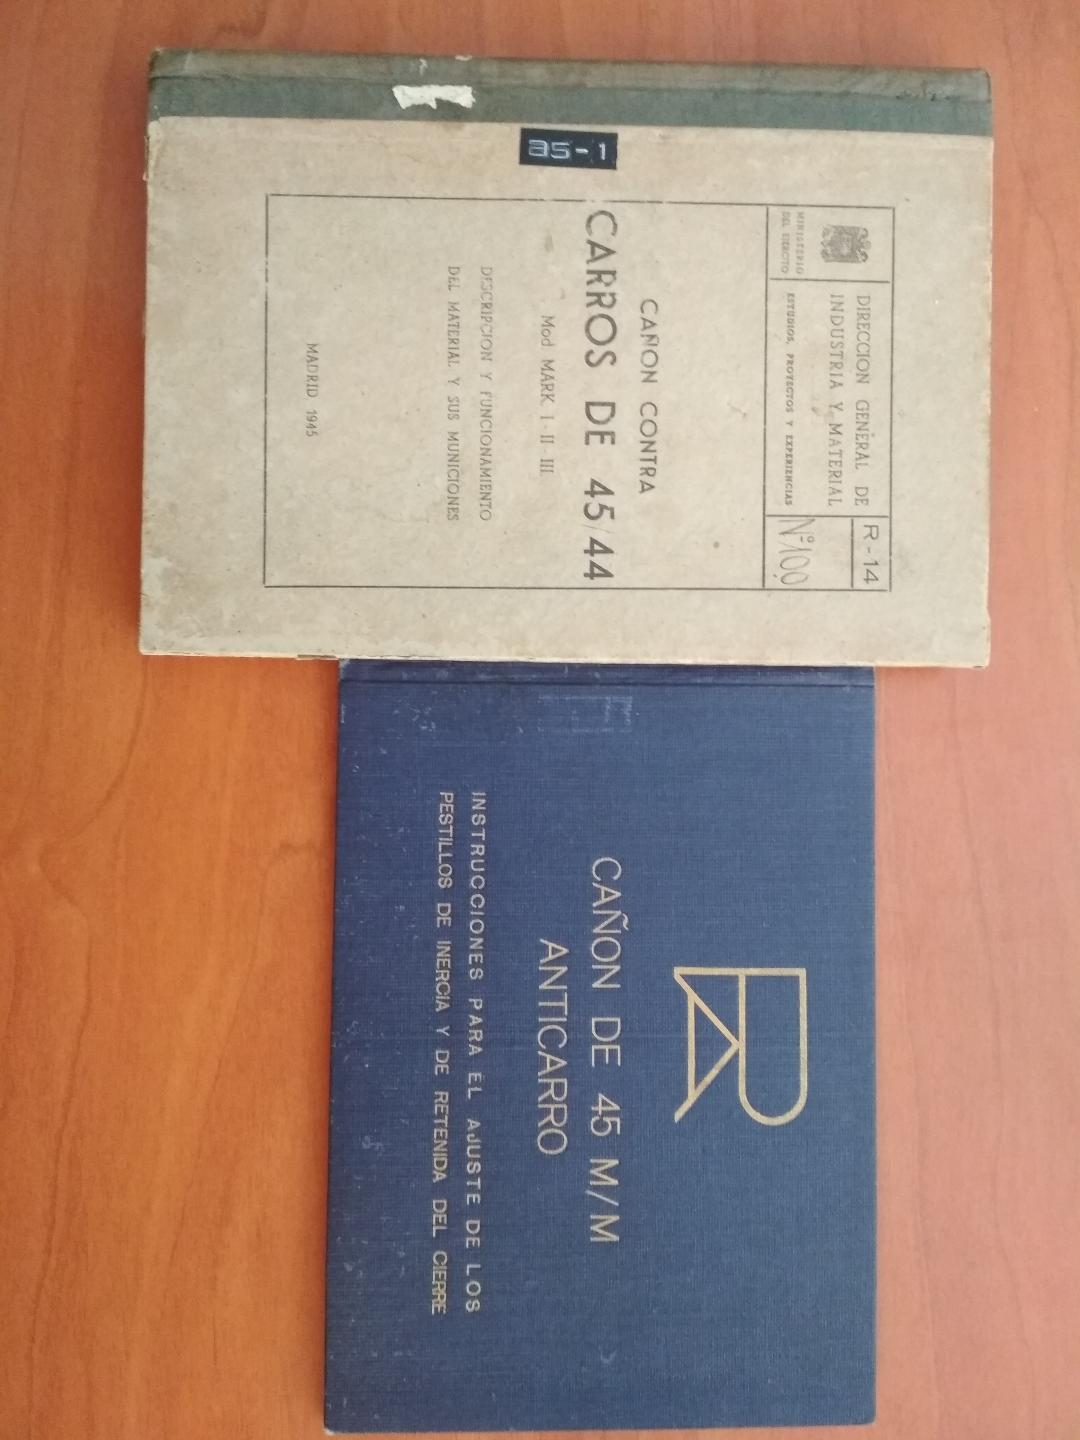 as-1
MINISTERIO
DEL EJERCITO
DIRECCION GENERAL DE
INDUSTRIA Y MATERIAL
ESTUDIOS, PROYECTOS Y EXPERIENCIAS
R-14
Nº 100
CAÑON CONTRA
CARROS DE 45/44
Mod. MARK I - II - III.
DESCRIPCION Y FUNCIONAMIENTO
DEL MATERIAL Y SUS MUNICIONES
MADRID 1945
CAÑON DE 45 M/M
ANTICARRO
INSTRUCCIONES PARA EL AJUSTE DE LOS
PESTILLOS DE INERCIA Y DE RETENIDA DEL CIERRE